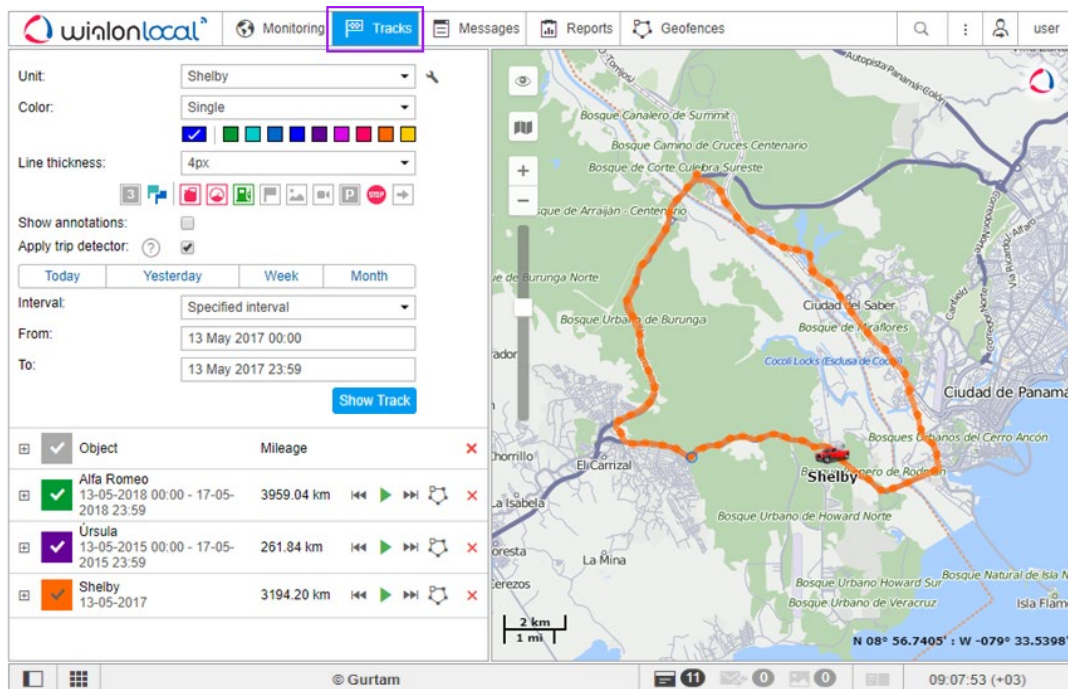 wialon local
Monitoring
Tracks
Messages
Reports
Geofences
user
Unit:
Shelby
Color:
Single
Line thickness:
4px
3
P
STOP
Show annotations:
Apply trip detector:
?
Today
Yesterday
Week
Month
Interval:
Specified interval
From:
13 May 2017 00:00
To:
13 May 2017 23:59
Show Track
Object
Mileage
Alfa Romeo
13-05-2018 00:00 - 17-05-
2018 23:59
3959.04 km
Úrsula
13-05-2015 00:00 - 17-05-
2015 23:59
261.84 km
Shelby
13-05-2017
3194.20 km
Autopista Panamá-Colón
Bosque Canalero de Summit
Bosque Camino de Cruces Centenario
Bosque de Corte Culebra Sureste
Bosque de Arraiján - Centenario
Burunga Norte
Bosque Urbano de Burunga
Ciudad del Saber
Bosque de Miraflores
Cocoli Locks (Esclusa de Cocoli)
Corredor Norte
Ciudad de Panamá
Bosques Urbanos del Cerro Ancón
Chorrillo
El Carrizal
Shelby
La Isabela
Bosque Urbano de Howard Norte
La Mina
Cerezos
Bosque Urbano Howard Sur
Bosque Natural de Isla
Bosque Urbano de Veracruz
2 km
1 mi
N 08° 56.7405' : W -079° 33.5398'
© Gurtam
11
0
0
09:07:53 (+03)